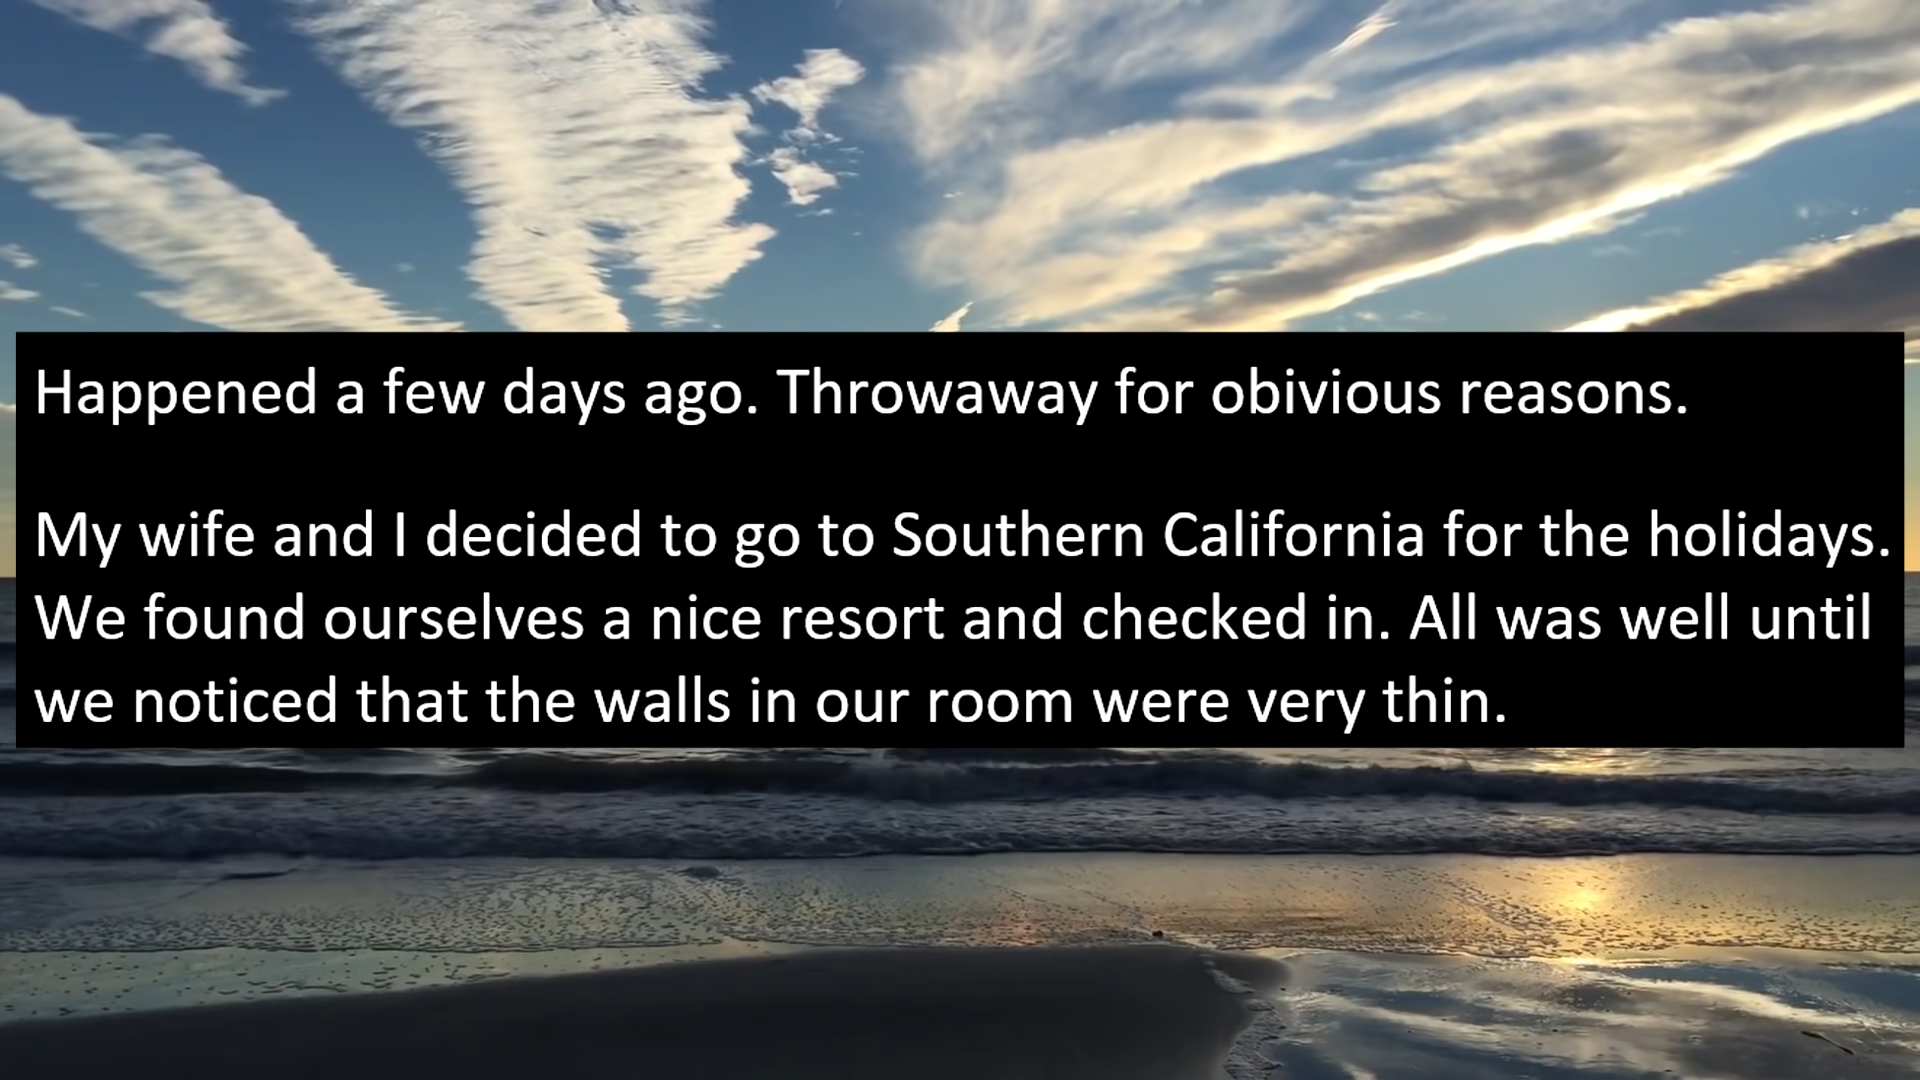 Happened a few days ago. Throwaway for obivious reasons.
My wife and I decided to go to Southern California for the holidays.
We found ourselves a nice resort and checked in. All was well until
we noticed that the walls in our room were very thin.